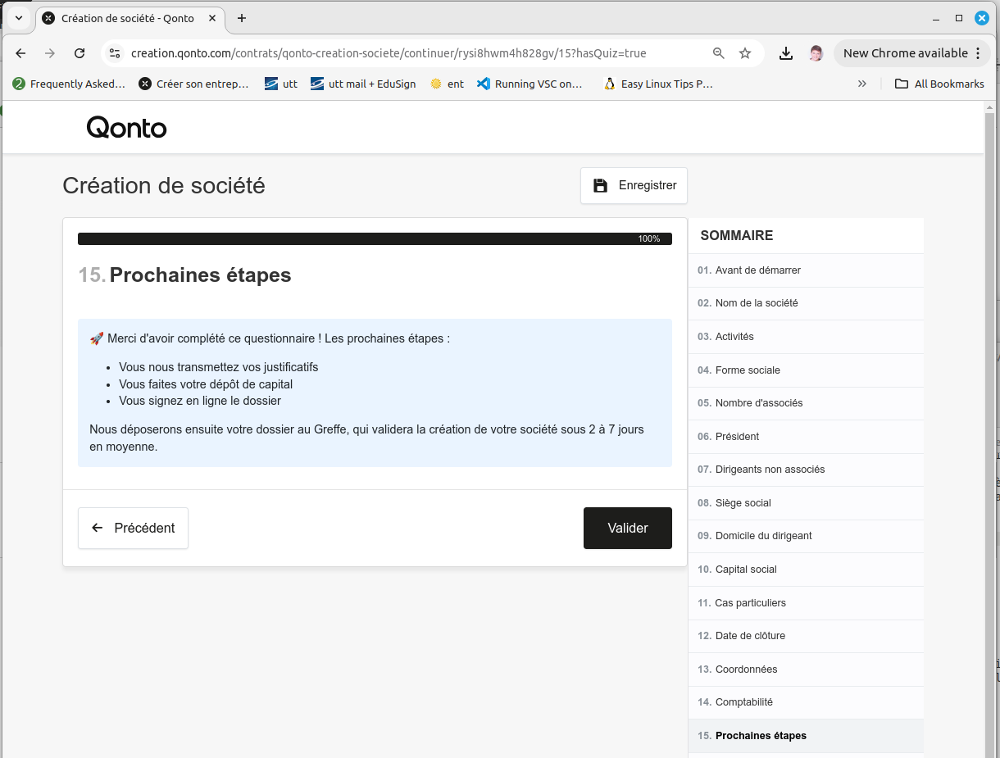 Création de société - Qonto
creation.qonto.com/contrats/qonto-creation-societe/continuer/rysi8hwm4h828gv/15?hasQuiz=true
New Chrome available
Frequently Asked…
Créer son entrep…
utt
utt mail + EduSign
ent
Running VSC on…
Easy Linux Tips P…
All Bookmarks
Qonto
Création de société
Enregistrer
100%
15. Prochaines étapes
🚀 Merci d'avoir complété ce questionnaire ! Les prochaines étapes :
• Vous nous transmettez vos justificatifs
• Vous faites votre dépôt de capital
• Vous signez en ligne le dossier
Nous déposerons ensuite votre dossier au Greffe, qui validera la création de votre société sous 2 à 7 jours
en moyenne.
Précédent
Valider
SOMMAIRE
01. Avant de démarrer
02. Nom de la société
03. Activités
04. Forme sociale
05. Nombre d'associés
06. Président
07. Dirigeants non associés
08. Siège social
09. Domicile du dirigeant
10. Capital social
11. Cas particuliers
12. Date de clôture
13. Coordonnées
14. Comptabilité
15. Prochaines étapes